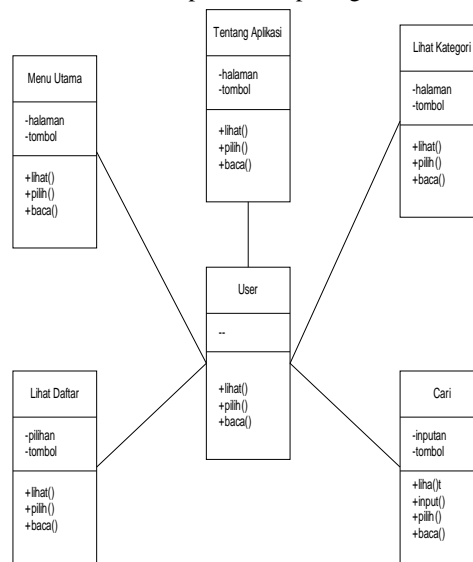 Tentang Aplikasi
-halaman
-tombol
+lihat()
+pilih()
+baca()
Menu Utama
-halaman
-tombol
+lihat()
+pilih()
+baca()
Lihat Kategori
-halaman
-tombol
+lihat()
+pilih()
+baca()
User
--
+lihat()
+pilih()
+baca()
Lihat Daftar
-pilihan
-tombol
+lihat()
+pilih()
+baca()
Cari
-inputan
-tombol
+liha()t
+input()
+pilih()
+baca()